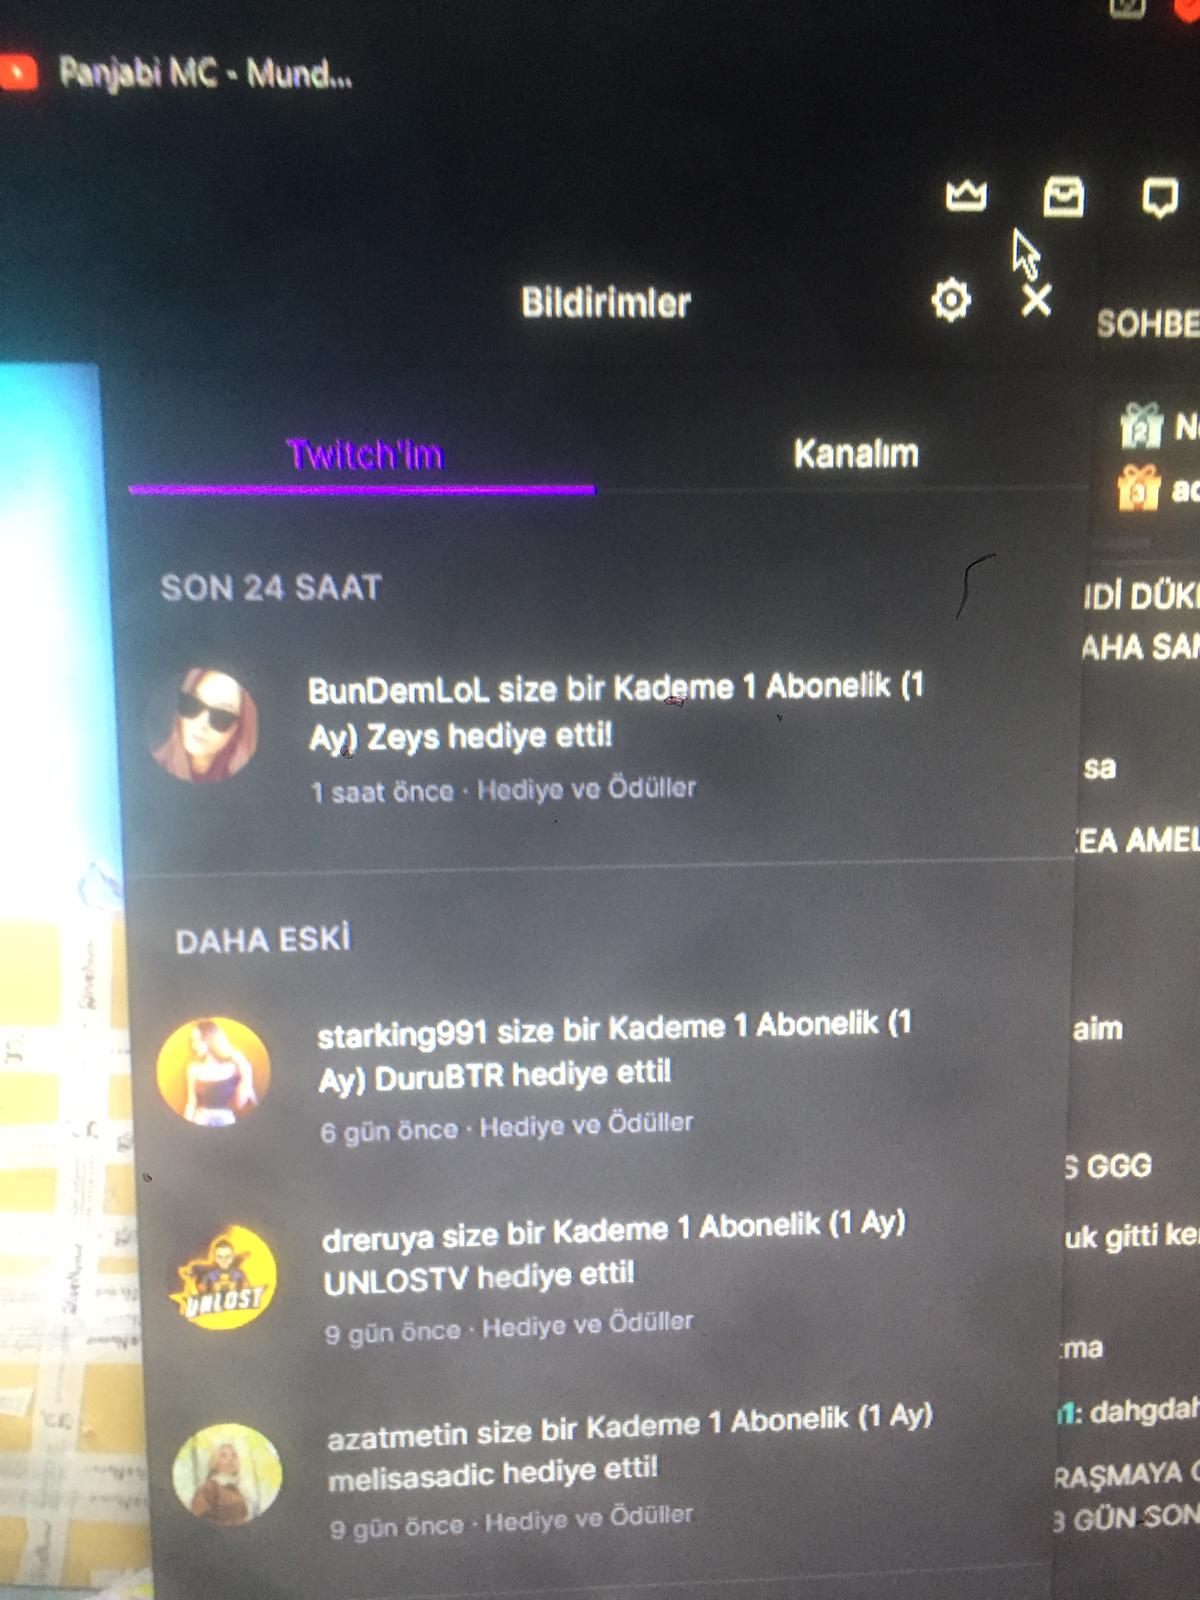 Panjabi MC - Mund...
Bildirimler
SOHBE
Twitch'im
Kanalım
2
3
SON 24 SAAT
BunDemLoL size bir Kademe 1 Abonelik (1
Ay) Zeys hediye etti!
1 saat önce · Hediye ve Ödüller
AHA SAM
sa
EA AMEL
DAHA ESKİ
starking991 size bir Kademe 1 Abonelik (1
Ay) DuruBTR hediye etti!
6 gün önce · Hediye ve Ödüller
aim
S GGG
dreruya size bir Kademe 1 Abonelik (1 Ay)
UNLOSTV hediye etti!
9 gün önce · Hediye ve Ödüller
UNLOST
uk gitti ke
azatmetin size bir Kademe 1 Abonelik (1 Ay)
melisasadic hediye etti!
9 gün önce · Hediye ve Ödüller
ma
1: dahgdah
RAŞMAYA
3 GÜN SON